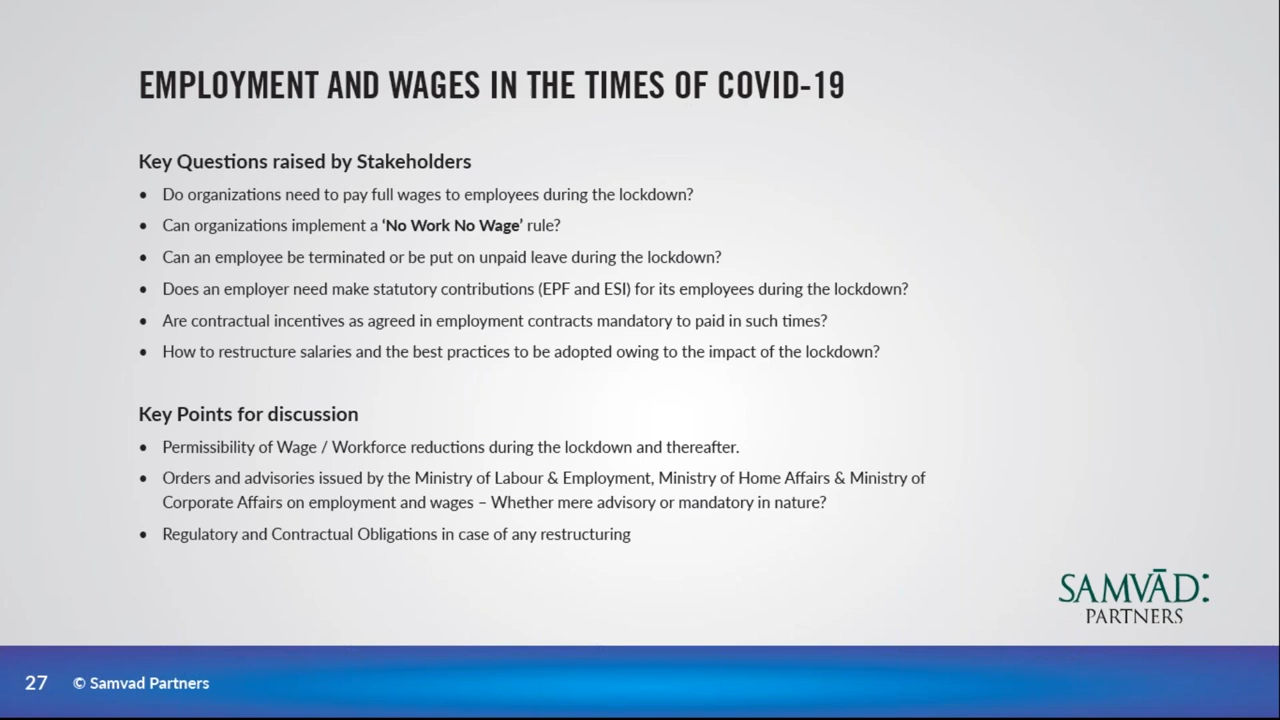 EMPLOYMENT AND WAGES IN THE TIMES OF COVID-19
Key Questions raised by Stakeholders
• Do organizations need to pay full wages to employees during the lockdown?
• Can organizations implement a ‘No Work No Wage’ rule?
• Can an employee be terminated or be put on unpaid leave during the lockdown?
• Does an employer need make statutory contributions (EPF and ESI) for its employees during the lockdown?
• Are contractual incentives as agreed in employment contracts mandatory to paid in such times?
• How to restructure salaries and the best practices to be adopted owing to the impact of the lockdown?
Key Points for discussion
• Permissibility of Wage / Workforce reductions during the lockdown and thereafter.
• Orders and advisories issued by the Ministry of Labour & Employment, Ministry of Home Affairs & Ministry of
Corporate Affairs on employment and wages – Whether mere advisory or mandatory in nature?
• Regulatory and Contractual Obligations in case of any restructuring
SAMVĀD:
PARTNERS
27 © Samvad Partners